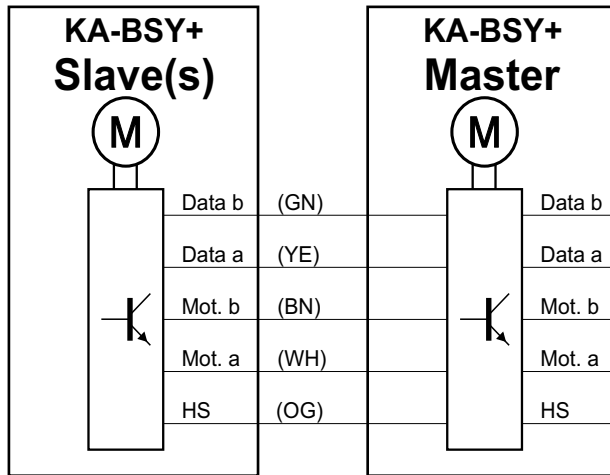 KA-BSY+
Slave(s)
M
Data b (GN)
Data a (YE)
Mot. b (BN)
Mot. a (WH)
HS (OG)
KA-BSY+
Master
M
Data b
Data a
Mot. b
Mot. a
HS